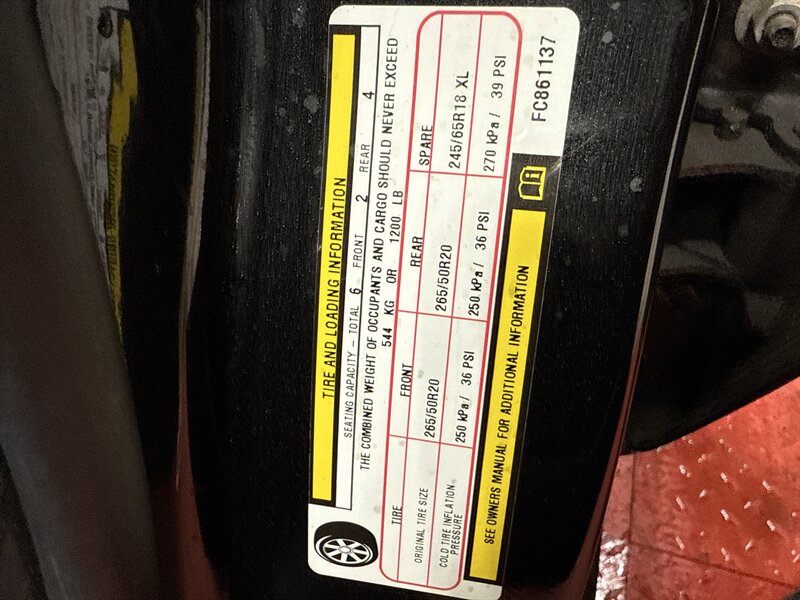 TIRE AND LOADING INFORMATION
SEATING CAPACITY - TOTAL 6 FRONT 2 REAR 4
THE COMBINED WEIGHT OF OCCUPANTS AND CARGO SHOULD NEVER EXCEED
544 KG OR 1200 LB
TIRE FRONT REAR SPARE
ORIGINAL TIRE SIZE 265/50R20 265/50R20 245/65R18 XL
COLD TIRE INFLATION PRESSURE 250 kPa / 36 PSI 250 kPa / 36 PSI 270 kPa / 39 PSI
SEE OWNERS MANUAL FOR ADDITIONAL INFORMATION
FC861137